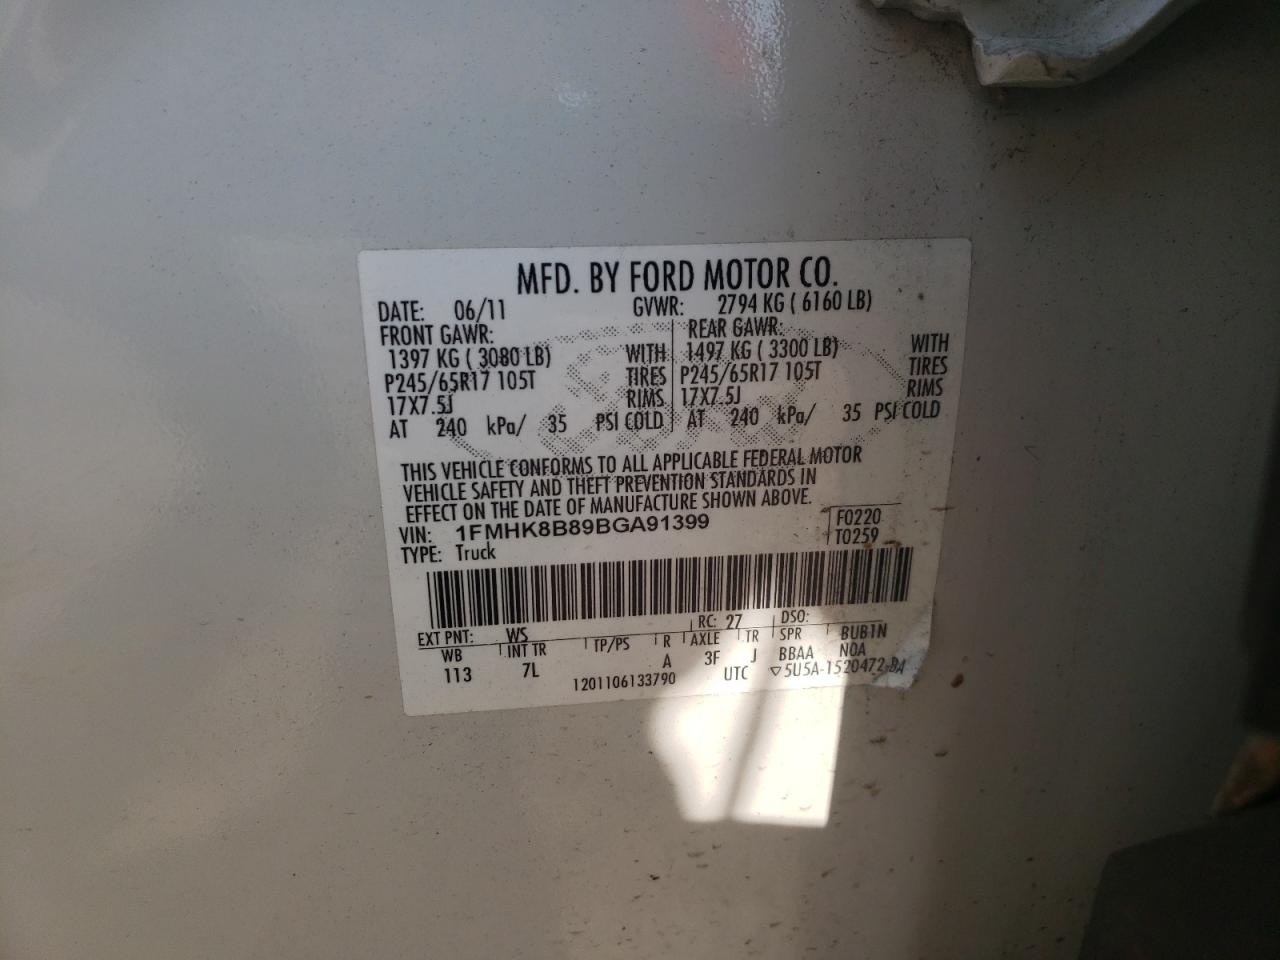 MFD. BY FORD MOTOR CO.
DATE: 06/11 GVWR: 2794 KG ( 6160 LB)
FRONT GAWR: REAR GAWR:
1397 KG ( 3080 LB) WITH 1497 KG ( 3300 LB) WITH
P245/65R17 105T TIRES P245/65R17 105T TIRES
17X7.5J RIMS 17X7.5J RIMS
AT 240 kPa/ 35 PSI COLD AT 240 kPa/ 35 PSI COLD
THIS VEHICLE CONFORMS TO ALL APPLICABLE FEDERAL MOTOR
VEHICLE SAFETY AND THEFT PREVENTION STANDARDS IN
EFFECT ON THE DATE OF MANUFACTURE SHOWN ABOVE.
VIN: 1FMHK8B89BGA91399 F0220
TYPE: Truck T0259
EXT PNT: WS RC: 27 DSO:
WB INT TR TP/PS R AXLE TR SPR BUB1N
113 7L A 3F J BBAA NOA
1201106133790 UTC ▽5U5A-1520472-BA